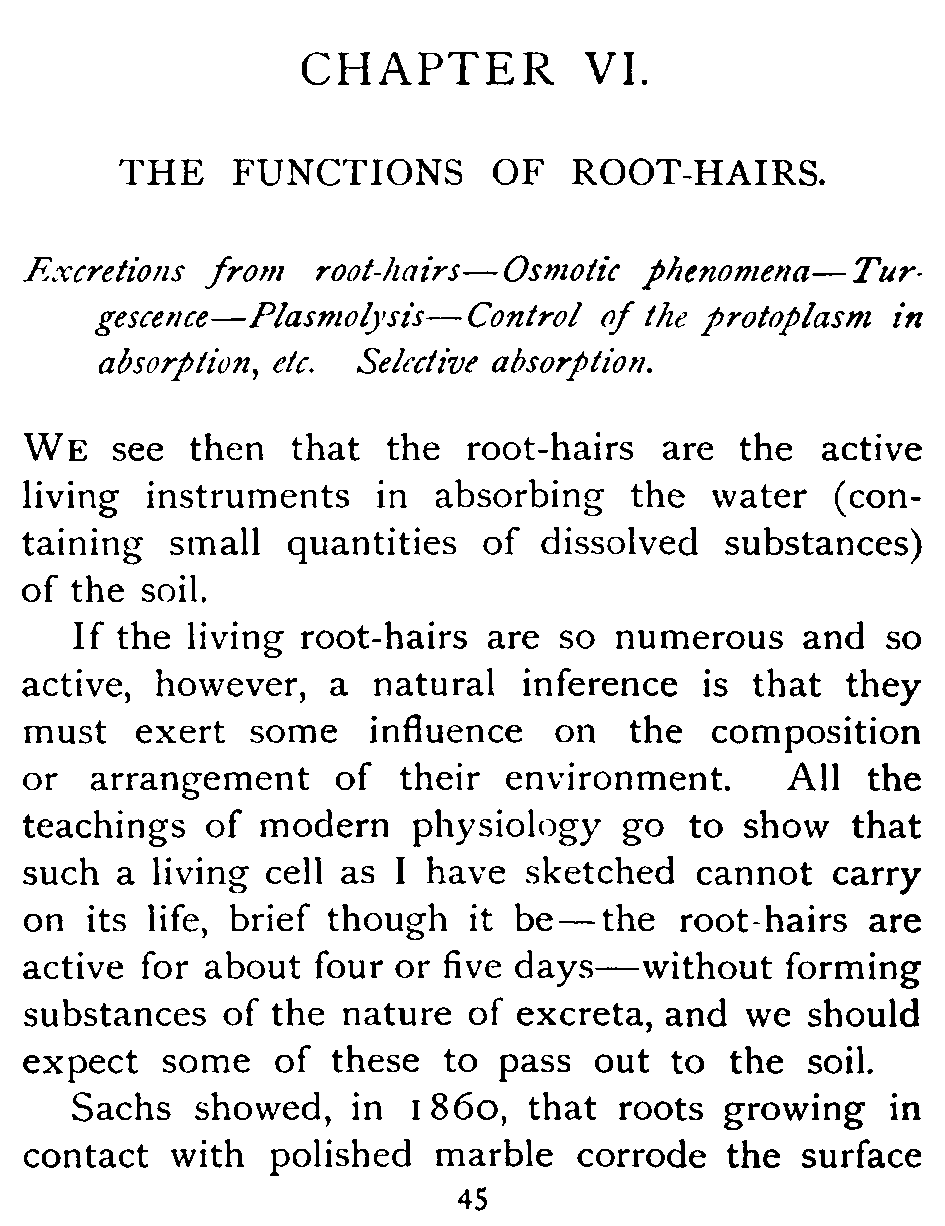 CHAPTER VI.
THE FUNCTIONS OF ROOT-HAIRS.
Excretions from root-hairs—Osmotic phenomena—Tur-
gescence—Plasmolysis—Control of the protoplasm in
absorption, etc. Selective absorption.
WE see then that the root-hairs are the active
living instruments in absorbing the water (con-
taining small quantities of dissolved substances)
of the soil.
If the living root-hairs are so numerous and so
active, however, a natural inference is that they
must exert some influence on the composition
or arrangement of their environment. All the
teachings of modern physiology go to show that
such a living cell as I have sketched cannot carry
on its life, brief though it be—the root-hairs are
active for about four or five days—without forming
substances of the nature of excreta, and we should
expect some of these to pass out to the soil.
Sachs showed, in 1860, that roots growing in
contact with polished marble corrode the surface
45